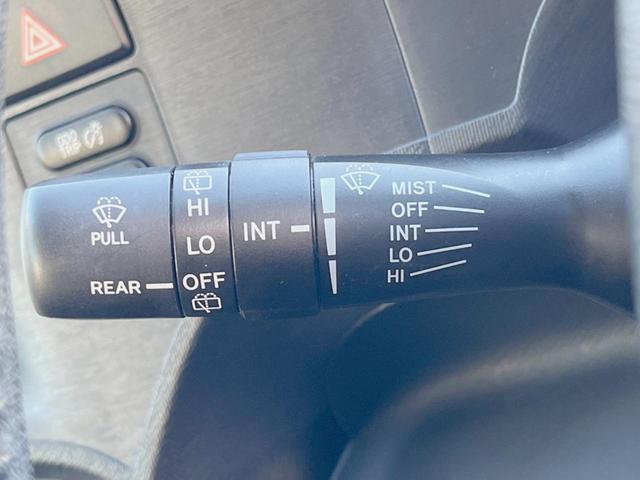 PULL
REAR
HI
LO
OFF
INT
MIST
OFF
INT
LO
HI